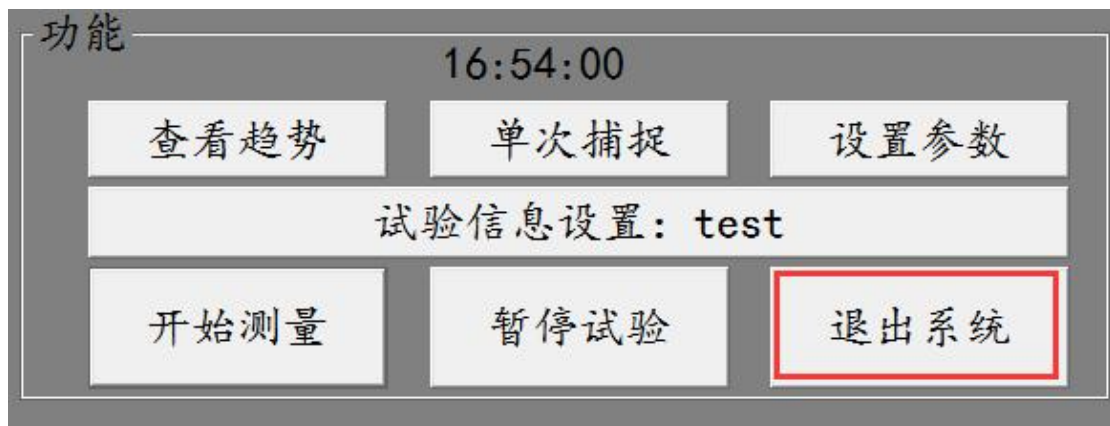 功能
16:54:00
查看趋势 单次捕捉 设置参数
试验信息设置: test
开始测量 暂停试验 退出系统